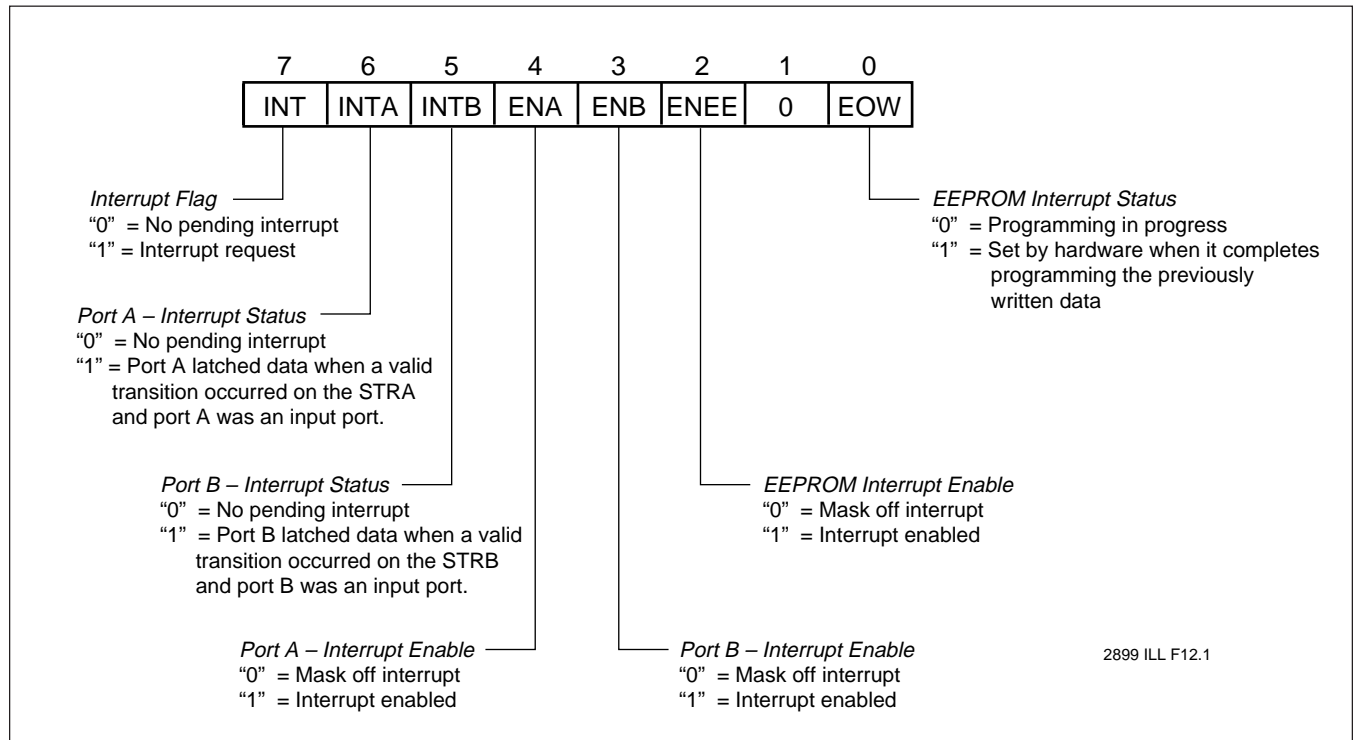 7 6 5 4 3 2 1 0
INT INTA INTB ENA ENB ENEE 0 EOW
Interrupt Flag
“0” = No pending interrupt
“1” = Interrupt request
EEPROM Interrupt Status
“0” = Programming in progress
“1” = Set by hardware when it completes
programming the previously
written data
Port A – Interrupt Status
“0” = No pending interrupt
“1” = Port A latched data when a valid
transition occurred on the STRA
and port A was an input port.
Port B – Interrupt Status
“0” = No pending interrupt
“1” = Port B latched data when a valid
transition occurred on the STRB
and port B was an input port.
EEPROM Interrupt Enable
“0” = Mask off interrupt
“1” = Interrupt enabled
Port A – Interrupt Enable
“0” = Mask off interrupt
“1” = Interrupt enabled
Port B – Interrupt Enable
“0” = Mask off interrupt
“1” = Interrupt enabled
2899 ILL F12.1